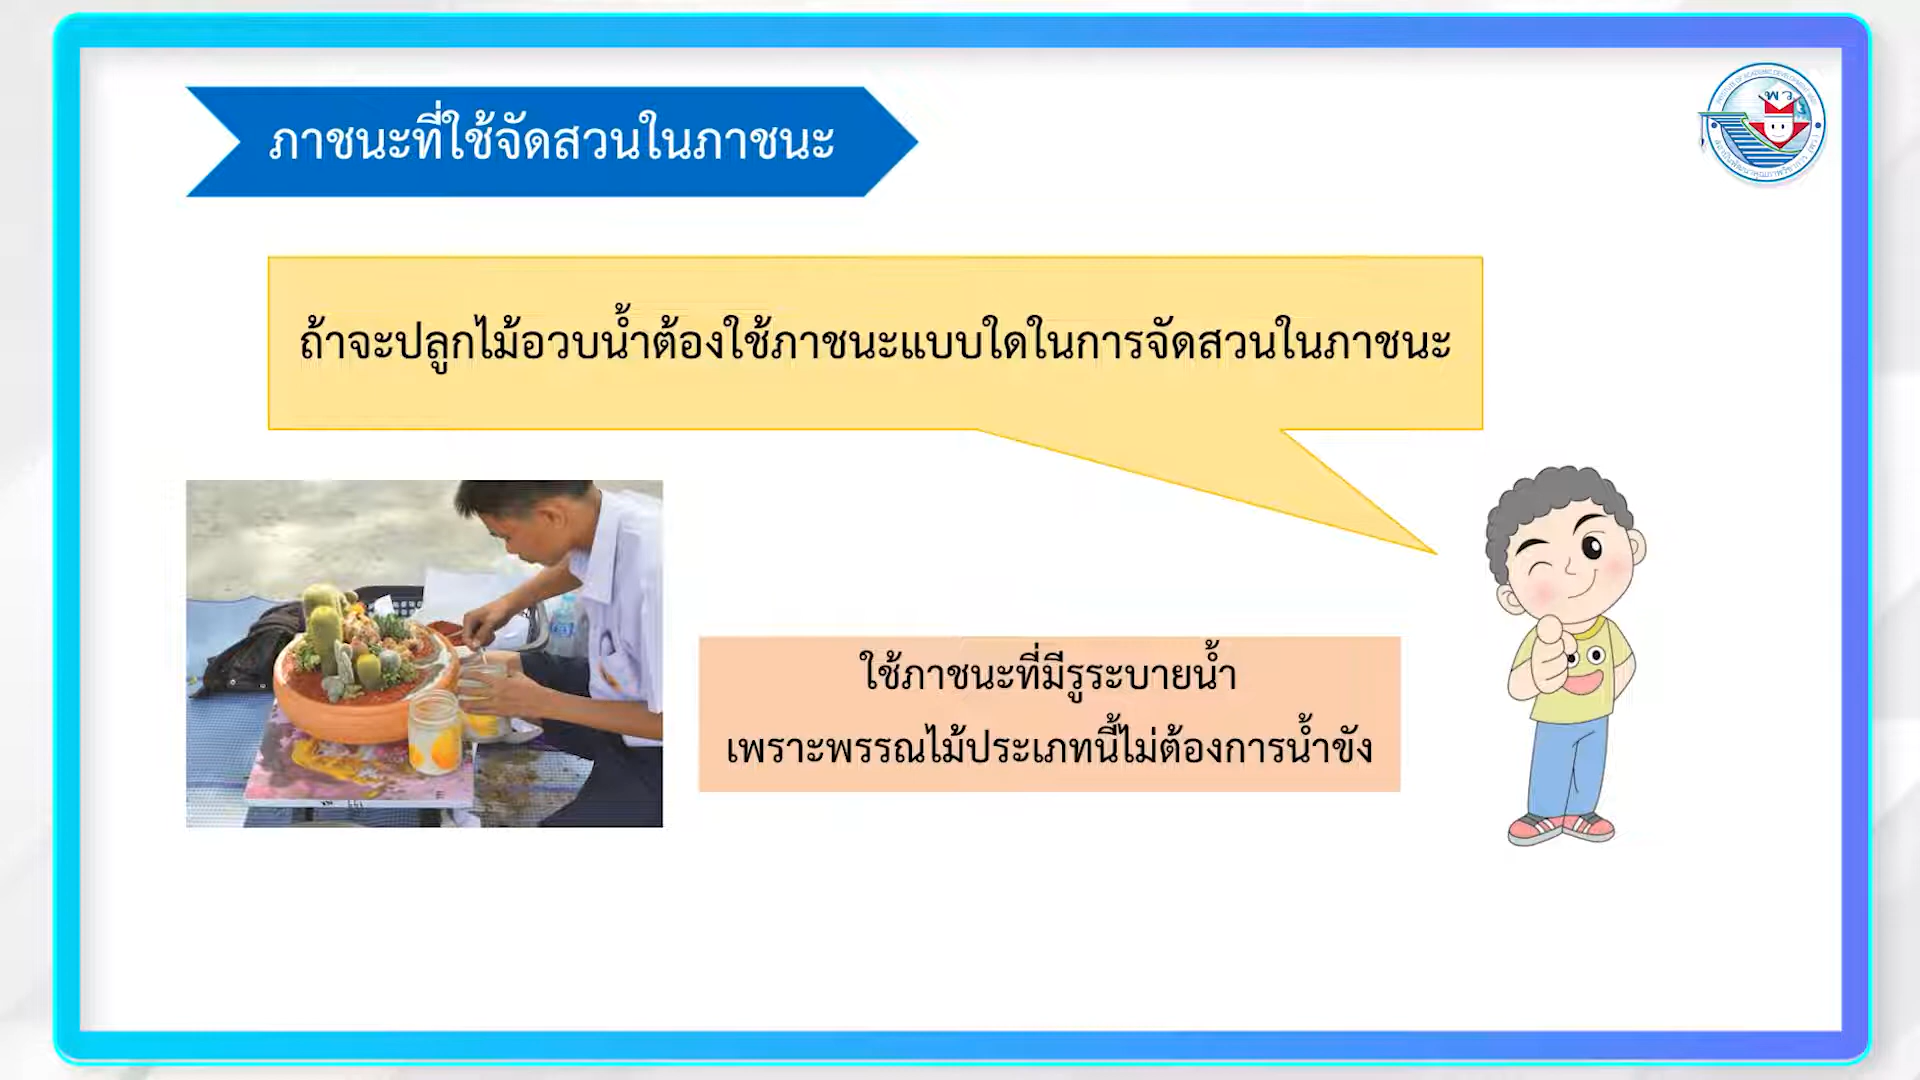 ภาชนะที่ใช้จัดสวนในภาชนะ
พว
ถ้าจะปลูกไม้อวบน้ำต้องใช้ภาชนะแบบใดในการจัดสวนในภาชนะ
ใช้ภาชนะที่มีรูระบายน้ำ
เพราะพรรณไม้ประเภทนี้ไม่ต้องการน้ำขัง